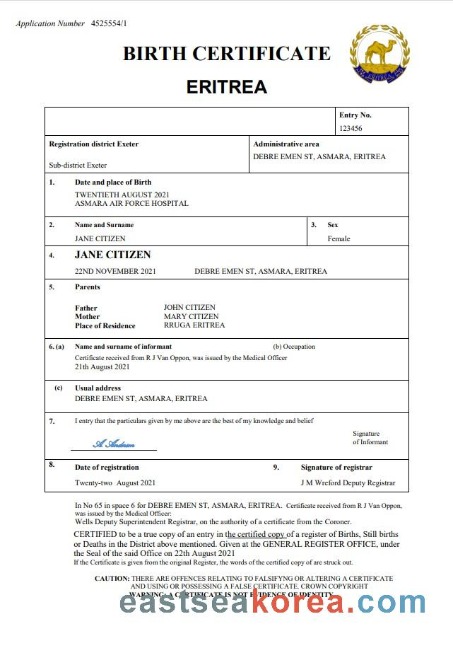 Application Number 4525554/1
BIRTH CERTIFICATE
ERITREA
Entry No.
123456
Registration district Exeter
Administrative area
DEBRE EMEN ST, ASMARA, ERITREA
Sub-district Exeter
1. Date and place of Birth
TWENTIETH AUGUST 2021
ASMARA AIR FORCE HOSPITAL
2. Name and Surname
3. Sex
JANE CITIZEN
Female
4. JANE CITIZEN
22ND NOVEMBER 2021 DEBRE EMEN ST, ASMARA, ERITREA
5. Parents
Father JOHN CITIZEN
Mother MARY CITIZEN
Place of Residence RRUGA ERITREA
6. (a) Name and surname of informant (b) Occupation
Certificate received from R J Van Oppon, was issued by the Medical Officer
21th August 2021
(c) Usual address
DEBRE EMEN ST, ASMARA, ERITREA
7. I entry that the particulars given by me above are the best of my knowledge and belief
Signature
of Informant
8. Date of registration
9. Signature of registrar
Twenty-two August 2021
J M Wreford Deputy Registrar
In No 65 in space 6 for DEBRE EMEN ST, ASMARA, ERITREA. Certificate received from R J Van Oppon,
was issued by the Medical Officer:
Wells Deputy Superintendent Registrar, on the authority of a certificate from the Coroner.
CERTIFIED to be a true copy of an entry in the certified copy of a register of Births, Still births
or Deaths in the District above mentioned. Given at the GENERAL REGISTER OFFICE, under
the Seal of the said Office on 22th August 2021
If the Certificate is given from the original Register, the words of the certified copy of are struck out.
CAUTION: THERE ARE OFFENCES RELATING TO FALSIFYNG OR ALTERING A CERTIFICATE
AND USING OR POSSESSING A FALSE CERTIFICATE. CROWN COPYRIGHT
WARNING: A CERTIFICATE IS NOT EVIDENCE OF IDENTITY
eastseakorea.com